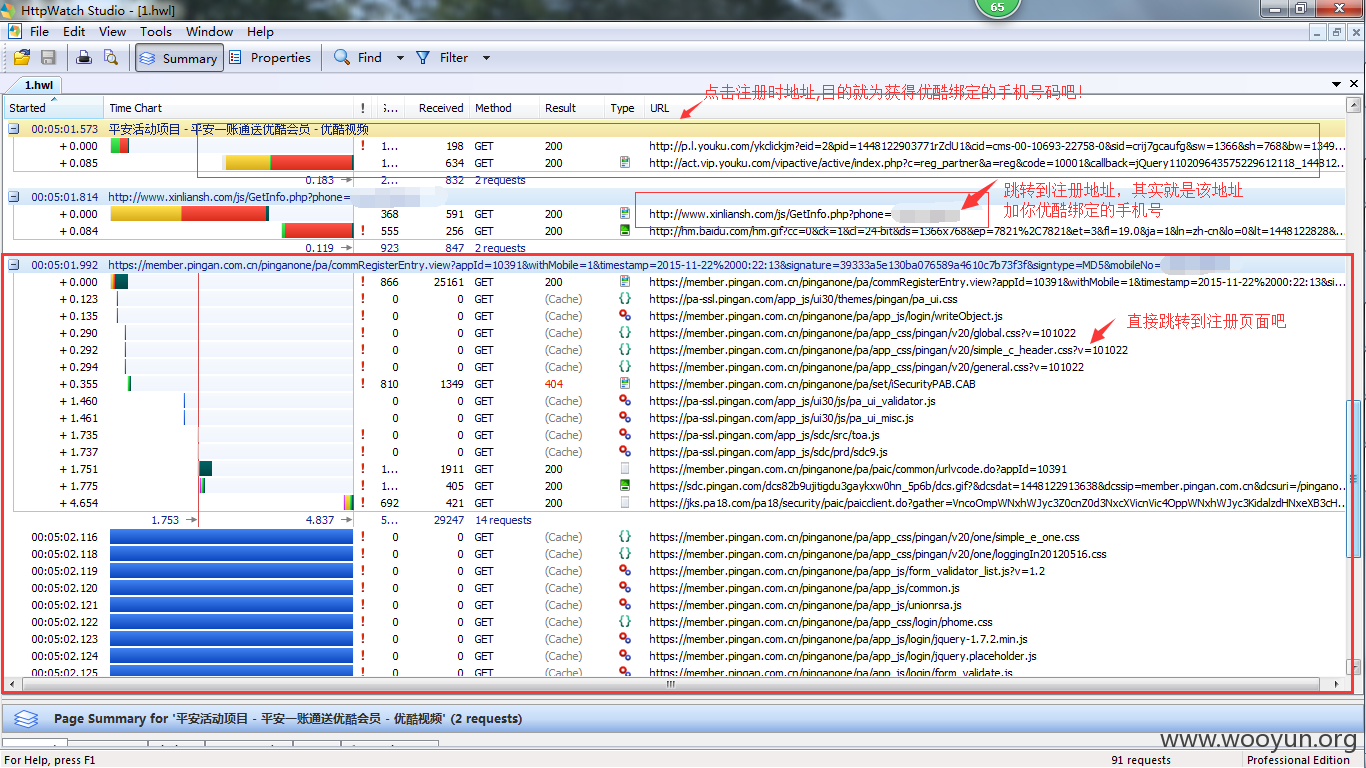 HttpWatch Studio - [1.hwl]
65
File Edit View Tools Window Help
Summary Properties Find Filter
1.hwl
点击注册时地址,目的就为获得优酷绑定的手机号码吧!
Started Time Chart ! S... Received Method Result Type URL
00:05:01.573 平安活动项目 - 平安一账通送优酷会员 - 优酷视频
+ 0.000 ! 1... 198 GET 200 http://p.l.youku.com/ykclickjm?eid=2&pid=1448122903771rZclU1&cid=cms-00-10693-22758-0&sid=crij7gcaufg&sw=1366&sh=768&bw=1349...
+ 0.085 1... 634 GET 200 http://act.vip.youku.com/vipactive/active/index.php?c=reg_partner&a=reg&code=10001&callback=jQuery110209643575229612118_144812...
0.183 2... 832 2 requests
00:05:01.814 http://www.xinliansh.com/js/GetInfo.php?phone=
跳转到注册地址，其实就是该地址
加你优酷绑定的手机号
+ 0.000 368 591 GET 200 http://www.xinliansh.com/js/GetInfo.php?phone=
+ 0.084 ! 555 256 GET 200 http://hm.baidu.com/hm.gif?cc=0&ck=1&cl=24-bit&ds=1366x768&ep=7821%2C7821&et=3&fl=19.0&ja=1&ln=zh-cn&lo=0&lt=1448122828...
0.119 923 847 2 requests
00:05:01.992 https://member.pingan.com.cn/pinganone/pa/commRegisterEntry.view?appId=10391&withMobile=1&timestamp=2015-11-22%2000:22:13&signature=39333a5e130ba076589a4610c7b73f3f&signtype=MD5&mobileNo=
+ 0.000 ! 866 25161 GET 200 https://member.pingan.com.cn/pinganone/pa/commRegisterEntry.view?appId=10391&withMobile=1&timestamp=2015-11-22%2000:22:13&si...
+ 0.123 ! 0 0 GET (Cache) https://pa-ssl.pingan.com/app_js/ui30/themes/pingan/pa_ui.css
+ 0.135 ! 0 0 GET (Cache) https://member.pingan.com.cn/pinganone/pa/app_js/login/writeObject.js
直接跳转到注册页面吧
+ 0.290 ! 0 0 GET (Cache) https://member.pingan.com.cn/pinganone/pa/app_css/pingan/v20/global.css?v=101022
+ 0.292 ! 0 0 GET (Cache) https://member.pingan.com.cn/pinganone/pa/app_css/pingan/v20/simple_c_header.css?v=101022
+ 0.294 ! 0 0 GET (Cache) https://member.pingan.com.cn/pinganone/pa/app_css/pingan/v20/general.css?v=101022
+ 0.355 ! 810 1349 GET 404 https://member.pingan.com.cn/pinganone/pa/set/iSecurityPAB.CAB
+ 1.460 0 0 GET (Cache) https://pa-ssl.pingan.com/app_js/ui30/js/pa_ui_validator.js
+ 1.461 0 0 GET (Cache) https://pa-ssl.pingan.com/app_js/ui30/js/pa_ui_misc.js
+ 1.735 ! 0 0 GET (Cache) https://pa-ssl.pingan.com/app_js/sdc/src/toa.js
+ 1.737 ! 0 0 GET (Cache) https://pa-ssl.pingan.com/app_js/sdc/prd/sdc9.js
+ 1.751 ! 1... 1911 GET 200 https://member.pingan.com.cn/pinganone/pa/paic/common/urlvcode.do?appId=10391
+ 1.775 ! 1... 405 GET 200 https://sdc.pingan.com/dcs82b9ujitigdu3gaykxw0hn_5p6b/dcs.gif?&dcsdat=1448122913638&dcssip=member.pingan.com.cn&dcsuri=/pingano...
+ 4.654 ! 692 421 GET 200 https://jks.pa18.com/pa18/security/paic/paicclient.do?gather=VncoOmpWNxhWJyc3Z0cnZ0d3NxcXVicnVic4OppWNxhWJyc3KidalzdHNxeXB3cH...
1.753 4.837 5... 29247 14 requests
00:05:02.116 ! 0 0 GET (Cache) https://member.pingan.com.cn/pinganone/pa/app_css/pingan/v20/one/simple_e_one.css
00:05:02.118 ! 0 0 GET (Cache) https://member.pingan.com.cn/pinganone/pa/app_css/pingan/v20/one/loggingIn20120516.css
00:05:02.119 ! 0 0 GET (Cache) https://member.pingan.com.cn/pinganone/pa/app_js/form_validator_list.js?v=1.2
00:05:02.120 ! 0 0 GET (Cache) https://member.pingan.com.cn/pinganone/pa/app_js/common.js
00:05:02.121 ! 0 0 GET (Cache) https://member.pingan.com.cn/pinganone/pa/app_js/unionrsa.js
00:05:02.122 ! 0 0 GET (Cache) https://member.pingan.com.cn/pinganone/pa/app_css/login/phome.css
00:05:02.123 ! 0 0 GET (Cache) https://member.pingan.com.cn/pinganone/pa/app_js/login/jquery-1.7.2.min.js
00:05:02.124 ! 0 0 GET (Cache) https://member.pingan.com.cn/pinganone/pa/app_js/login/jquery.placeholder.js
00:05:02.125 ! 0 0 GET (Cache) https://member.pingan.com.cn/pinganone/pa/app_js/login/form_validate.js
Page Summary for '平安活动项目 - 平安一账通送优酷会员 - 优酷视频' (2 requests)
www.wooyun.org
For Help, press F1 91 requests Professional Edition